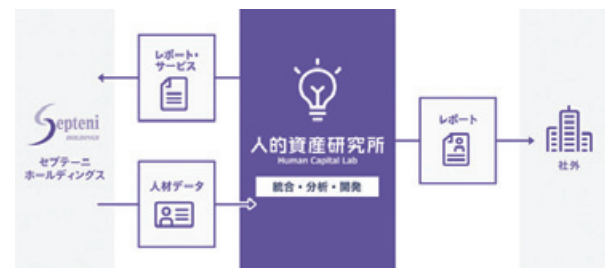 Septeni
HOLDINGS
セプテーニ
ホールディングス
レポート・
サービス
人材データ
人的資産研究所
Human Capital Lab
統合・分析・開発
レポート
社外